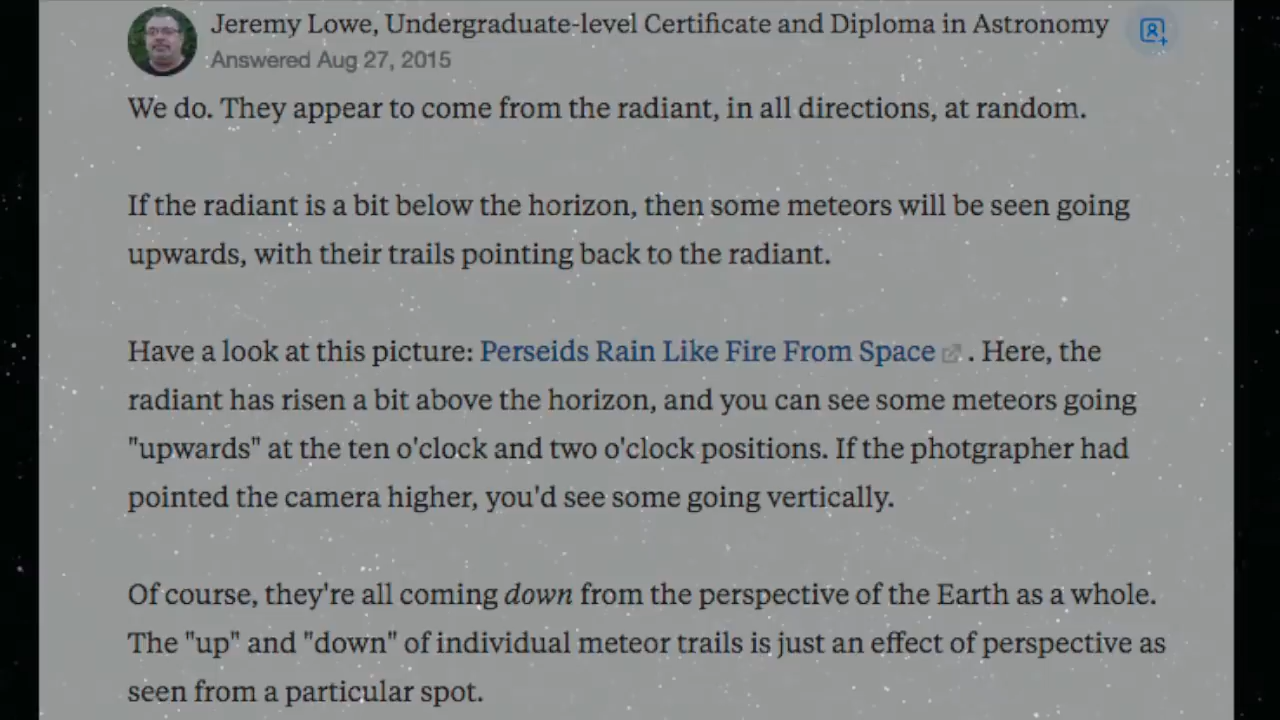 Jeremy Lowe, Undergraduate-level Certificate and Diploma in Astronomy
Answered Aug 27, 2015
We do. They appear to come from the radiant, in all directions, at random.
If the radiant is a bit below the horizon, then some meteors will be seen going
upwards, with their trails pointing back to the radiant.
Have a look at this picture: Perseids Rain Like Fire From Space . Here, the
radiant has risen a bit above the horizon, and you can see some meteors going
"upwards" at the ten o'clock and two o'clock positions. If the photgrapher had
pointed the camera higher, you'd see some going vertically.
Of course, they're all coming down from the perspective of the Earth as a whole.
The "up" and "down" of individual meteor trails is just an effect of perspective as
seen from a particular spot.